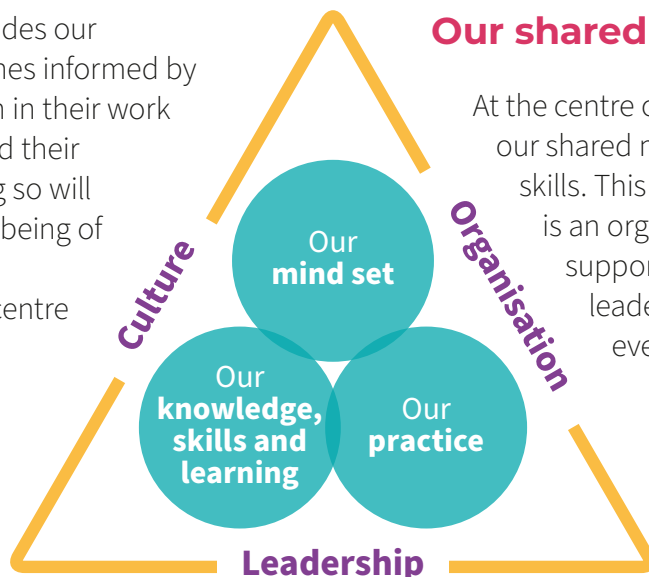 des our
nes informed by
n in their work
d their
g so will
being of
centre
Our shared
At the centre o
our shared m
skills. This
is an org
suppor
leade
eve
Culture
Organisation
Our
mind set
Our
knowledge,
skills and
learning
Our
practice
Leadership